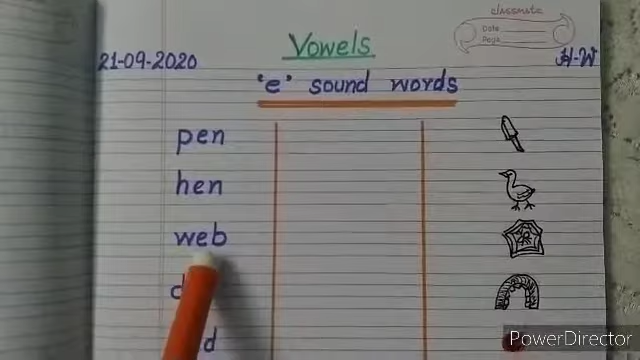 classmate
Date
Page
Vowels
21-09-2020
H.W
'e' sound words
pen
hen
web
PowerDirector